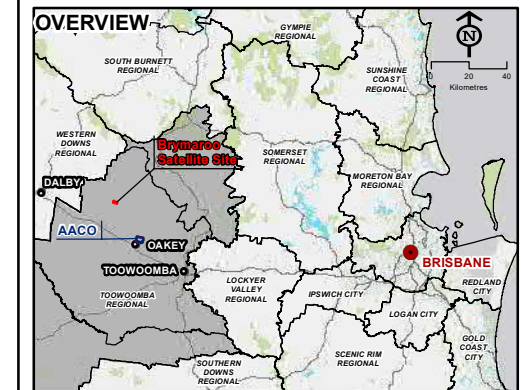 OVERVIEW
GYMPIE
REGIONAL
N
SOUTH BURNETT
REGIONAL
SUNSHINE
COAST
REGIONAL
0 20 40
Kilometres
WESTERN
DOWNS
REGIONAL
Brymaroo
Satellite Site
SOMERSET
REGIONAL
MORETON BAY
REGIONAL
DALBY
AACO
OAKEY
BRISBANE
TOOWOOMBA
REDLAND
CITY
LOCKYER
VALLEY
REGIONAL
IPSWICH CITY
TOOWOOMBA
REGIONAL
LOGAN CITY
GOLD
COAST
CITY
SCENIC RIM
REGIONAL
SOUTHERN
DOWNS
REGIONAL